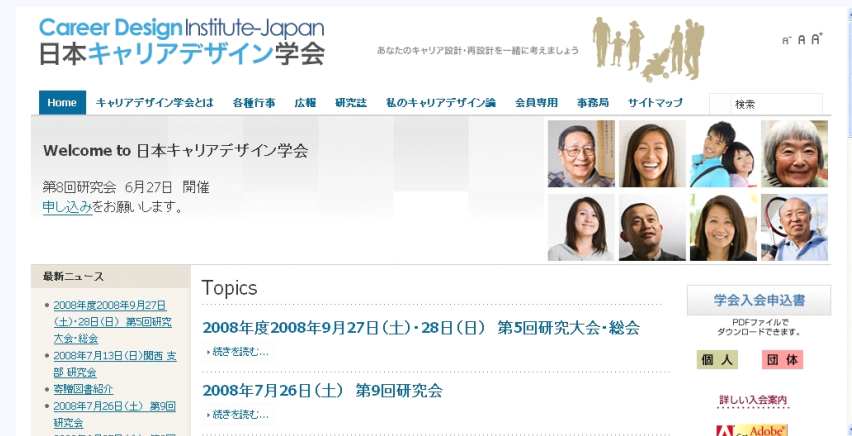 Career Design Institute-Japan
日本キャリアデザイン学会
あなたのキャリア設計・再設計を一緒に考えましょう
A- A A+
Home キャリアデザイン学会とは 各種行事 広報 研究誌 私のキャリアデザイン論 会員専用 事務局 サイトマップ 検索
Welcome to 日本キャリアデザイン学会
第8回研究会 6月27日 開催
申し込みをお願いします。
最新ニュース
2008年度2008年9月27日
(土)・28日(日) 第5回研究
大会・総会
2008年7月13日(日)関西 支
部 研究会
寄贈図書紹介
2008年7月26日(土) 第9回
研究会
Topics
2008年度2008年9月27日(土)・28日(日) 第5回研究大会・総会
続きを読む...
2008年7月26日(土) 第9回研究会
続きを読む...
学会入会申込書
PDFファイルで
ダウンロードできます。
個 人 団 体
詳しい入会案内
Adobe